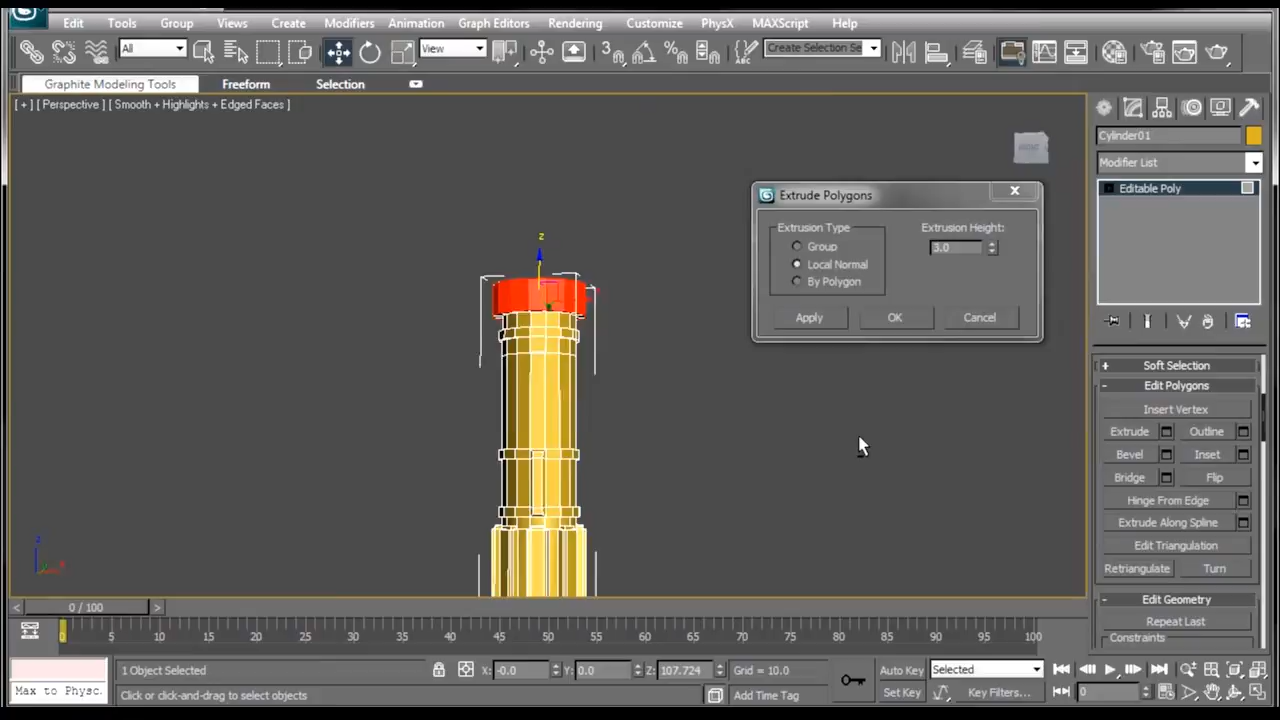 Edit Tools Group Views Create Modifiers Animation Graph Editors Rendering Customize PhysX MAXScript Help
All View 3 Create Selection Se
Graphite Modeling Tools Freeform Selection
[ + ] [ Perspective ] [ Smooth + Highlights + Edged Faces ]
Cylinder01
Modifier List
Editable Poly
Extrude Polygons
Extrusion Type
Extrusion Height:
Group
3.0
Local Normal
By Polygon
Apply OK Cancel
z
Soft Selection
Edit Polygons
Insert Vertex
Extrude Outline
Bevel Inset
Bridge Flip
Hinge From Edge
Extrude Along Spline
Edit Triangulation
Retriangulate Turn
Edit Geometry
Repeat Last
Constraints
0 / 100
0 5 10 15 20 25 30 35 40 45 50 55 60 65 70 75 80 85 90 95 100
1 Object Selected X: -0.0 Y: 0.0 Z: 107.724 Grid = 10.0 Auto Key Selected
Max to Physc. Click or click-and-drag to select objects Add Time Tag Set Key Key Filters... 0